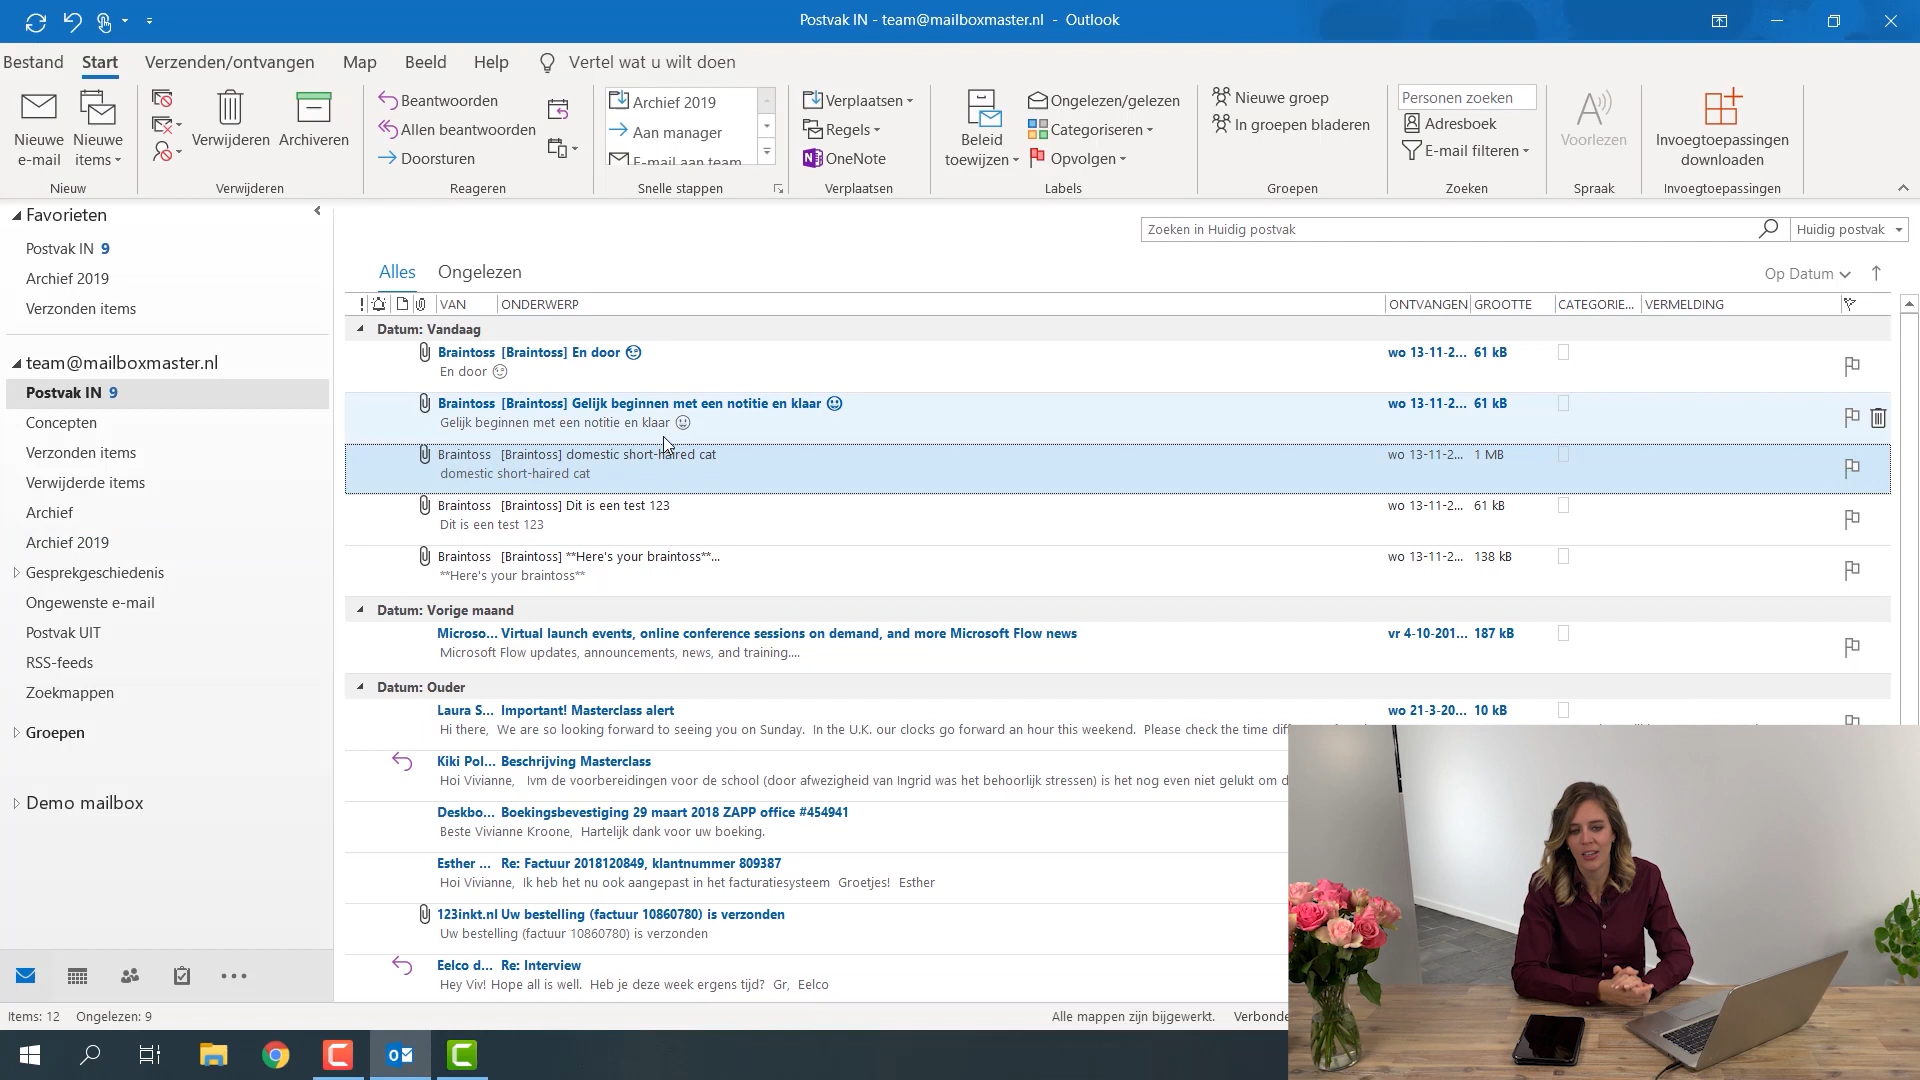 Postvak IN - team@mailboxmaster.nl - Outlook
Bestand Start Verzenden/ontvangen Map Beeld Help Vertel wat u wilt doen
Nieuwe e-mail
Nieuwe items
Nieuw
Verwijderen
Archiveren
Verwijderen
Beantwoorden
Allen beantwoorden
Doorsturen
Reageren
Archief 2019
Aan manager
E-mail aan team
Snelle stappen
Verplaatsen
Regels
OneNote
Verplaatsen
Beleid toewijzen
Ongelezen/gelezen
Categoriseren
Opvolgen
Labels
Nieuwe groep
In groepen bladeren
Groepen
Personen zoeken
Adresboek
E-mail filteren
Zoeken
Voorlezen
Spraak
Invoegtoepassingen downloaden
Invoegtoepassingen
Favorieten
Postvak IN 9
Archief 2019
Verzonden items
team@mailboxmaster.nl
Postvak IN 9
Concepten
Verzonden items
Verwijderde items
Archief
Archief 2019
Gesprekgeschiedenis
Ongewenste e-mail
Postvak UIT
RSS-feeds
Zoekmappen
Groepen
Demo mailbox
Zoeken in Huidig postvak Huidig postvak
Alles Ongelezen Op Datum
VAN ONDERWERP ONTVANGEN GROOTTE CATEGORIE... VERMELDING
Datum: Vandaag
Braintoss [Braintoss] En door wo 13-11-2... 61 kB
En door
Braintoss [Braintoss] Gelijk beginnen met een notitie en klaar wo 13-11-2... 61 kB
Gelijk beginnen met een notitie en klaar
Braintoss [Braintoss] domestic short-haired cat wo 13-11-2... 1 MB
domestic short-haired cat
Braintoss [Braintoss] Dit is een test 123 wo 13-11-2... 61 kB
Dit is een test 123
Braintoss [Braintoss] **Here's your braintoss**... wo 13-11-2... 138 kB
**Here's your braintoss**
Datum: Vorige maand
Microso... Virtual launch events, online conference sessions on demand, and more Microsoft Flow news vr 4-10-201... 187 kB
Microsoft Flow updates, announcements, news, and training....
Datum: Ouder
Laura S... Important! Masterclass alert wo 21-3-20... 10 kB
Hi there, We are so looking forward to seeing you on Sunday. In the U.K. our clocks go forward an hour this weekend. Please check the time
Kiki Pol... Beschrijving Masterclass
Hoi Vivianne, Ivm de voorbereidingen voor de school (door afwezigheid van Ingrid was het behoorlijk stressen) is het nog even niet gelukt om
Deskbo... Boekingsbevestiging 29 maart 2018 ZAPP office #454941
Beste Vivianne Kroone, Hartelijk dank voor uw boeking.
Esther ... Re: Factuur 2018120849, klantnummer 809387
Hoi Vivianne, Ik heb het nu ook aangepast in het facturatiesysteem Groetjes! Esther
123inkt.nl Uw bestelling (factuur 10860780) is verzonden
Uw bestelling (factuur 10860780) is verzonden
Eelco d... Re: Interview
Hey Viv! Hope all is well. Heb je deze week ergens tijd? Gr, Eelco
Items: 12 Ongelezen: 9 Alle mappen zijn bijgewerkt. Verbonde